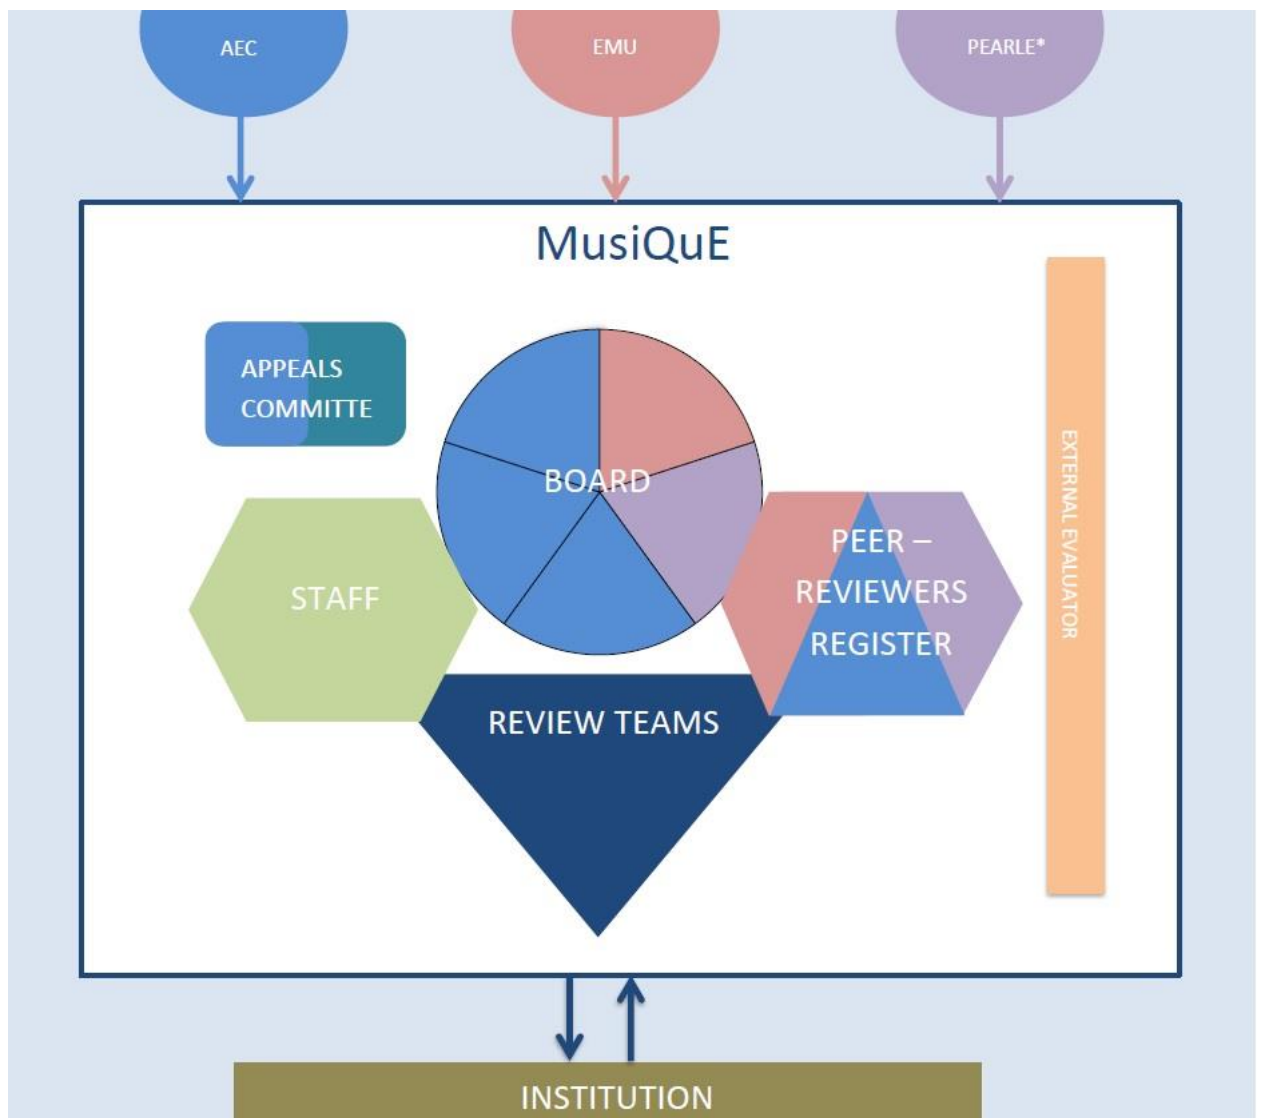 AEC
EMU
PEARLE*
MusiQuE
APPEALS
COMMITTE
BOARD
STAFF
PEER –
REVIEWERS
REGISTER
EXTERNAL EVALUATOR
REVIEW TEAMS
INSTITUTION